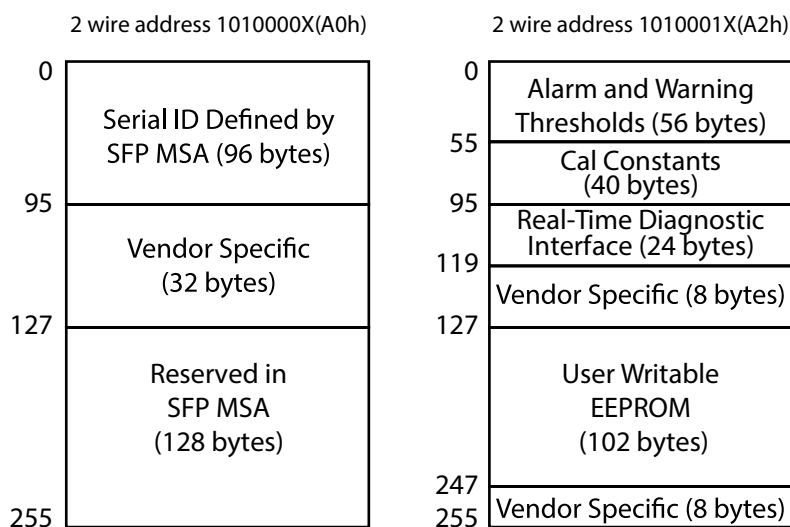 2 wire address 1010000X(A0h)
0
Serial ID Defined by
SFP MSA (96 bytes)
95
Vendor Specific
(32 bytes)
127
Reserved in
SFP MSA
(128 bytes)
255
2 wire address 1010001X(A2h)
0
Alarm and Warning
Thresholds (56 bytes)
55
Cal Constants
(40 bytes)
95
Real-Time Diagnostic
Interface (24 bytes)
119
Vendor Specific (8 bytes)
127
User Writable
EEPROM
(102 bytes)
247
Vendor Specific (8 bytes)
255